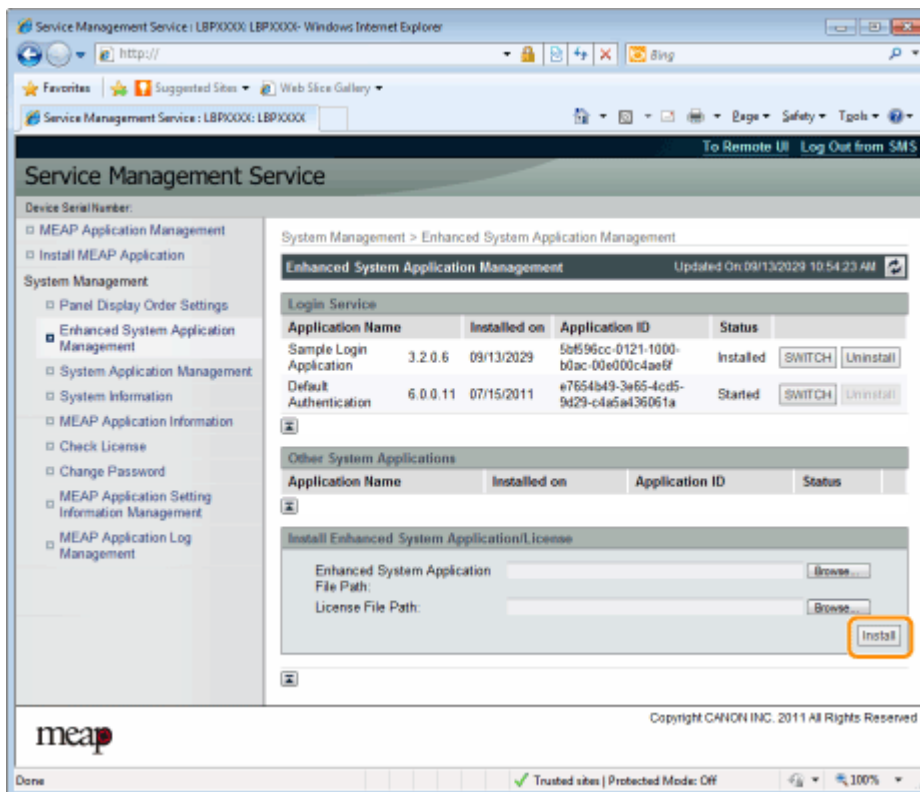 Service Management Service : LBPXXXX: LBPXXXX- Windows Internet Explorer
http://
Bing
Favorites Suggested Sites Web Slice Gallery
Service Management Service : LBPXXXX: LBPXXXX
Page Safety Tools
To Remote UI Log Out from SMS
Service Management Service
Device Serial Number:
MEAP Application Management
Install MEAP Application
System Management
Panel Display Order Settings
Enhanced System Application
Management
System Application Management
System Information
MEAP Application Information
Check License
Change Password
MEAP Application Setting
Information Management
MEAP Application Log
Management
System Management > Enhanced System Application Management
Enhanced System Application Management Updated On:09/13/2029 10:54:23 AM
Login Service
Application Name Installed on Application ID Status
Sample Login
Application 3.2.0.6 09/13/2029 5bf596cc-0121-1000-
b0ac-00e000c4ae6f Installed SWITCH Uninstall
Default
Authentication 6.0.0.11 07/15/2011 e7654b49-3e65-4cd5-
9d29-c4a5a436061a Started SWITCH Uninstall
Other System Applications
Application Name Installed on Application ID Status
Install Enhanced System Application/License
Enhanced System Application
File Path: Browse...
License File Path: Browse...
Install
Copyright CANON INC. 2011 All Rights Reserved
meap
Done Trusted sites | Protected Mode: Off 100%